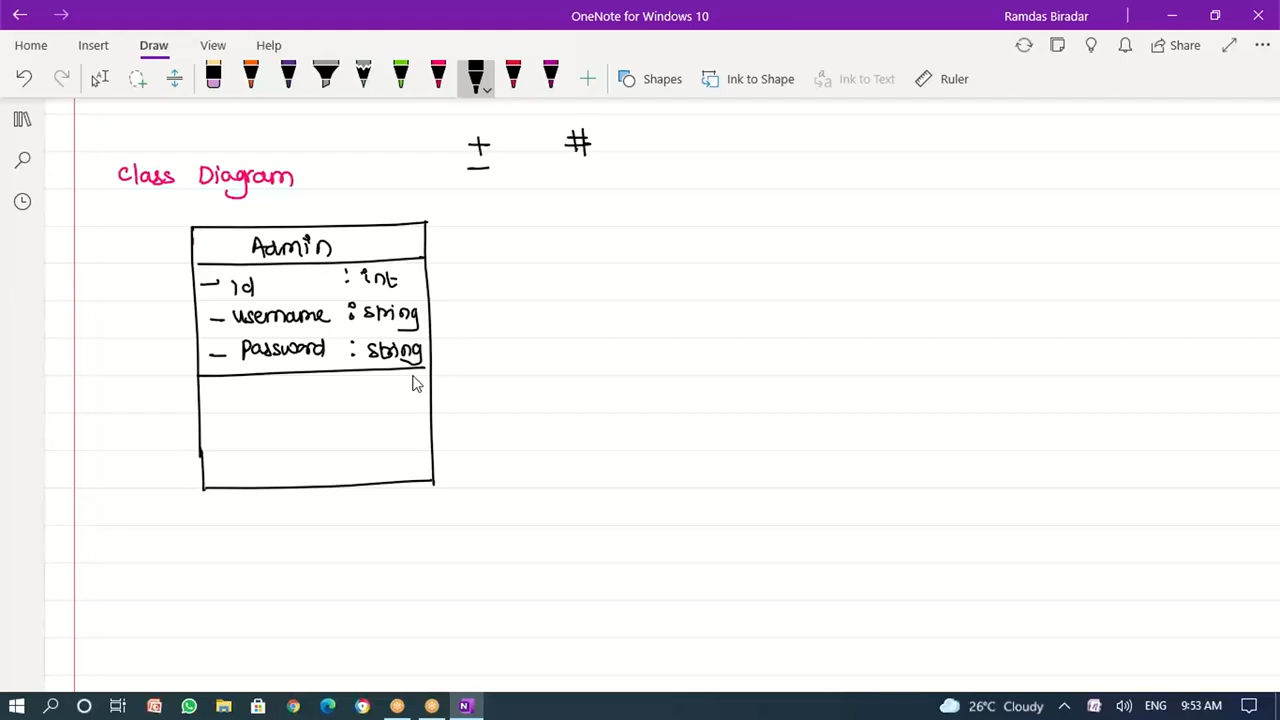 OneNote for Windows 10
Ramdas Biradar
Home Insert Draw View Help
Share
Shapes Ink to Shape Ink to Text Ruler
+ #
−
Class Diagram
Admin
− id : int
− username : string
− Password : string
26°C Cloudy
ENG
9:53 AM